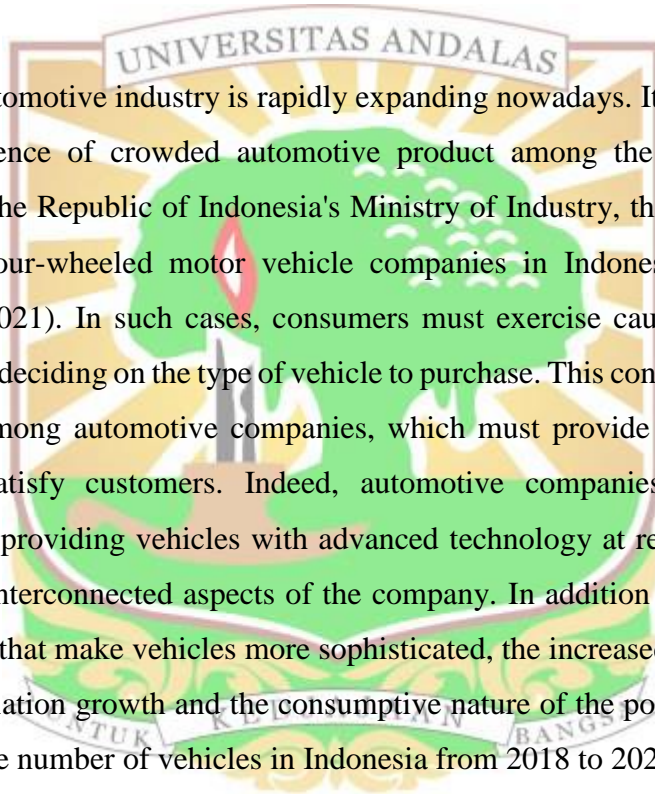 UNIVERSITAS ANDALAS
tomotive industry is rapidly expanding nowadays. It
ence of crowded automotive product among the
he Republic of Indonesia's Ministry of Industry, th
our-wheeled motor vehicle companies in Indones
021). In such cases, consumers must exercise cau
deciding on the type of vehicle to purchase. This con
mong automotive companies, which must provide
atisfy customers. Indeed, automotive companies
providing vehicles with advanced technology at re
nterconnected aspects of the company. In addition
that make vehicles more sophisticated, the increased
lation growth and the consumptive nature of the po
UNTUK KEDJAJAAN BANGSA
e number of vehicles in Indonesia from 2018 to 202